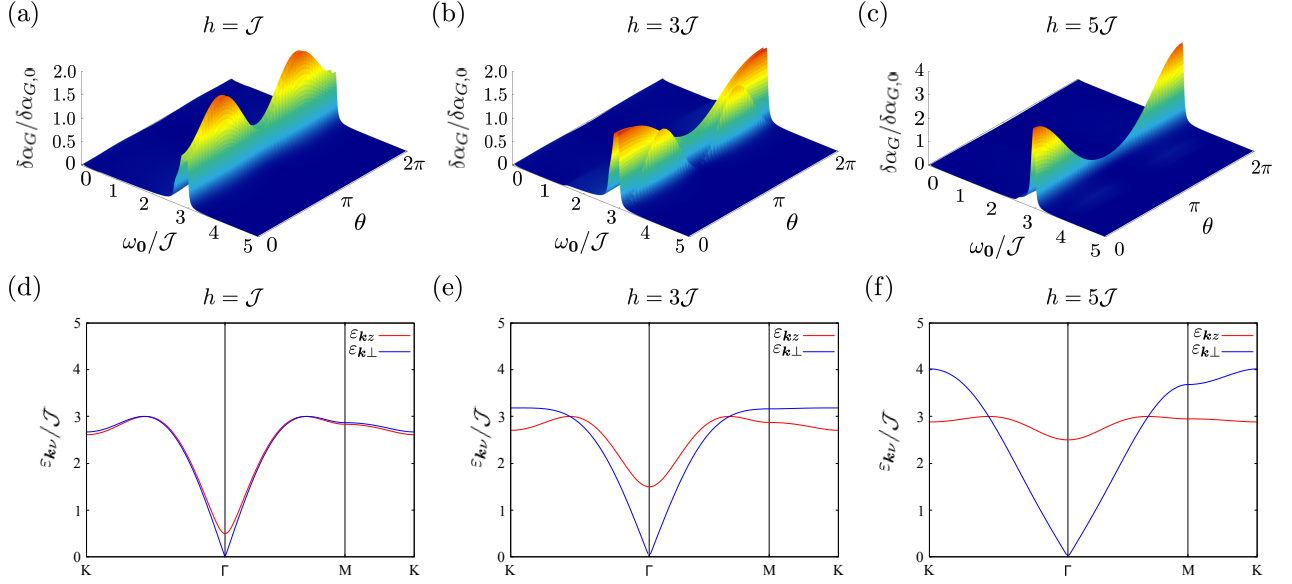 (a) h = 𝒥
(b) h = 3𝒥
(c) h = 5𝒥
δα_G/δα_{G,0}
2.0
1.5
1.0
0.5
0
0
1
2
3
4
5
ω_0/𝒥
0
π
2π
θ
δα_G/δα_{G,0}
2.0
1.5
1.0
0.5
0
0
1
2
3
4
5
ω_0/𝒥
0
π
2π
θ
δα_G/δα_{G,0}
4
3
2
1
0
0
1
2
3
4
5
ω_0/𝒥
0
π
2π
θ
(d) h = 𝒥
(e) h = 3𝒥
(f) h = 5𝒥
ε_{kν}/𝒥
5
4
3
2
1
0
ε_{kz}
ε_{k⊥}
K Γ M K
ε_{kν}/𝒥
5
4
3
2
1
0
ε_{kz}
ε_{k⊥}
K Γ M K
ε_{kν}/𝒥
5
4
3
2
1
0
ε_{kz}
ε_{k⊥}
K Γ M K